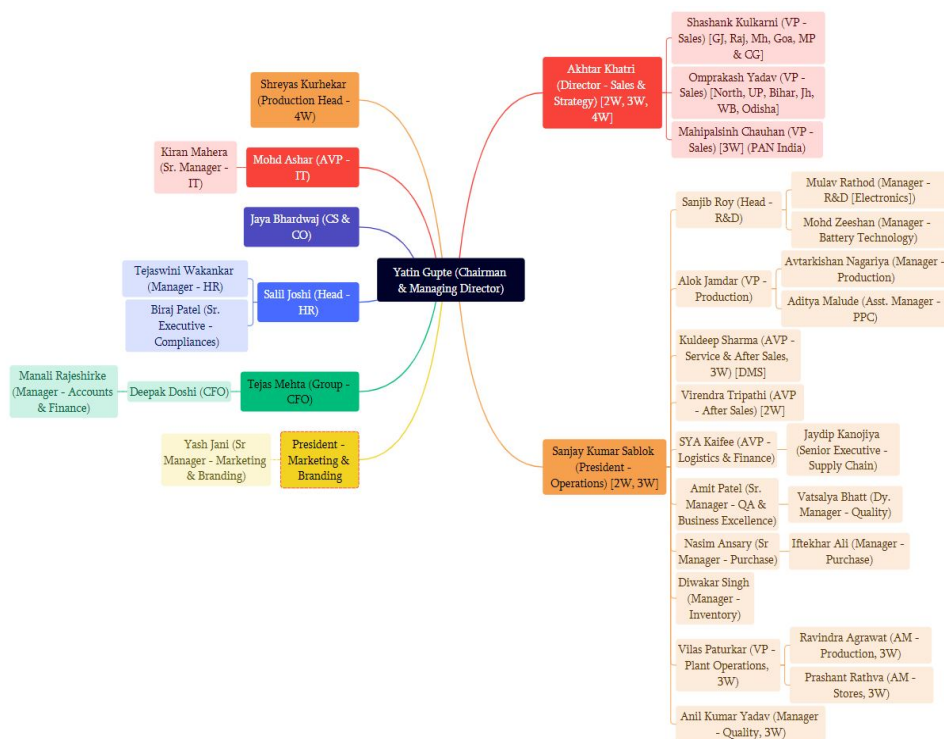 Shreyas Kurhekar
(Production Head -
4W)
Kiran Mahera
(Sr. Manager -
IT)
Mohd Ashar (AVP -
IT)
Jaya Bhardwaj (CS &
CO)
Tejaswini Wakankar
(Manager - HR)
Biraj Patel (Sr.
Executive -
Compliances)
Salil Joshi (Head -
HR)
Manali Rajeshirke
(Manager - Accounts
& Finance)
Deepak Doshi (CFO)
Tejas Mehta (Group -
CFO)
Yash Jani (Sr
Manager - Marketing
& Branding)
President -
Marketing &
Branding
Yatin Gupte (Chairman
& Managing Director)
Akhtar Khatri
(Director - Sales &
Strategy) [2W, 3W,
4W]
Shashank Kulkarni (VP -
Sales) [GJ, Raj, Mh, Goa, MP
& CG]
Omprakash Yadav (VP -
Sales) [North, UP, Bihar, Jh,
WB, Odisha]
Mahipalsinh Chauhan (VP -
Sales) [3W] (PAN India)
Sanjay Kumar Sablok
(President -
Operations) [2W, 3W]
Sanjib Roy (Head -
R&D)
Mulav Rathod (Manager -
R&D [Electronics])
Mohd Zeeshan (Manager -
Battery Technology)
Alok Jamdar (VP -
Production)
Avtarkishan Nagariya (Manager -
Production)
Aditya Malude (Asst. Manager -
PPC)
Kuldeep Sharma (AVP -
Service & After Sales,
3W) [DMS]
Virendra Tripathi (AVP
- After Sales) [2W]
SYA Kaifee (AVP -
Logistics & Finance)
Jaydip Kanojiya
(Senior Executive -
Supply Chain)
Amit Patel (Sr.
Manager - QA &
Business Excellence)
Vatsalya Bhatt (Dy.
Manager - Quality)
Nasim Ansary (Sr
Manager - Purchase)
Iftekhar Ali (Manager -
Purchase)
Diwakar Singh
(Manager -
Inventory)
Vilas Paturkar (VP -
Plant Operations,
3W)
Ravindra Agrawat (AM -
Production, 3W)
Prashant Rathva (AM -
Stores, 3W)
Anil Kumar Yadav (Manager
- Quality, 3W)